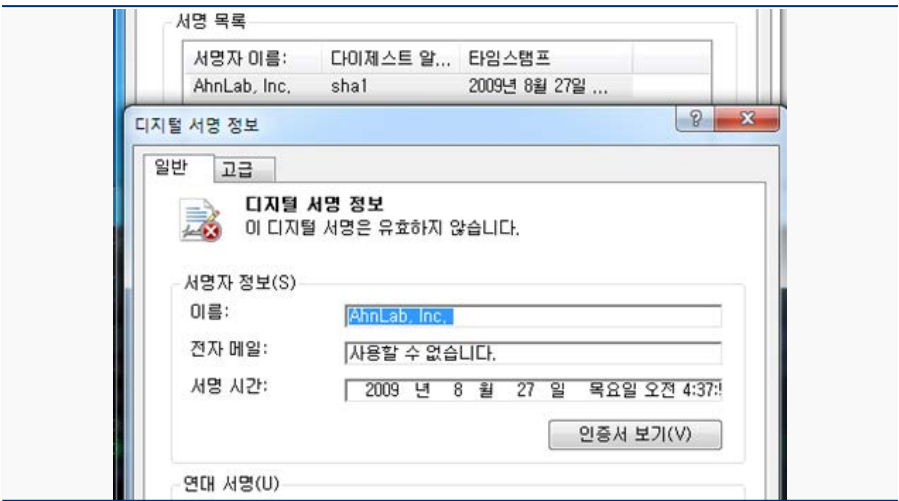 서명 목록
서명자 이름: 다이제스트 알... 타임스탬프
AhnLab, Inc. sha1 2009년 8월 27일 ...
디지털 서명 정보
일반 고급
디지털 서명 정보
이 디지털 서명은 유효하지 않습니다.
서명자 정보(S)
이름: AhnLab, Inc.
전자 메일: 사용할 수 없습니다.
서명 시간: 2009 년 8 월 27 일 목요일 오전 4:37:
인증서 보기(V)
연대 서명(U)